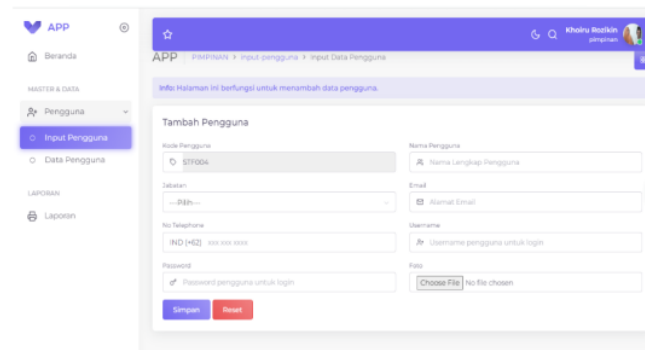 APP
Beranda
MASTER & DATA
Pengguna
Input Pengguna
Data Pengguna
LAPORAN
Laporan
Khoiru Rozikin
pimpinan
APP PIMPINAN > input-pengguna > Input Data Pengguna
Info: Halaman ini berfungsi untuk menambah data pengguna.
Tambah Pengguna
Kode Pengguna
STF004
Nama Pengguna
Nama Lengkap Pengguna
Jabatan
---Pilih---
Email
Alamat Email
No Telephone
IND (+62) xxx xxx xxxx
Username
Username pengguna untuk login
Password
Password pengguna untuk login
Foto
Choose File No file chosen
Simpan Reset